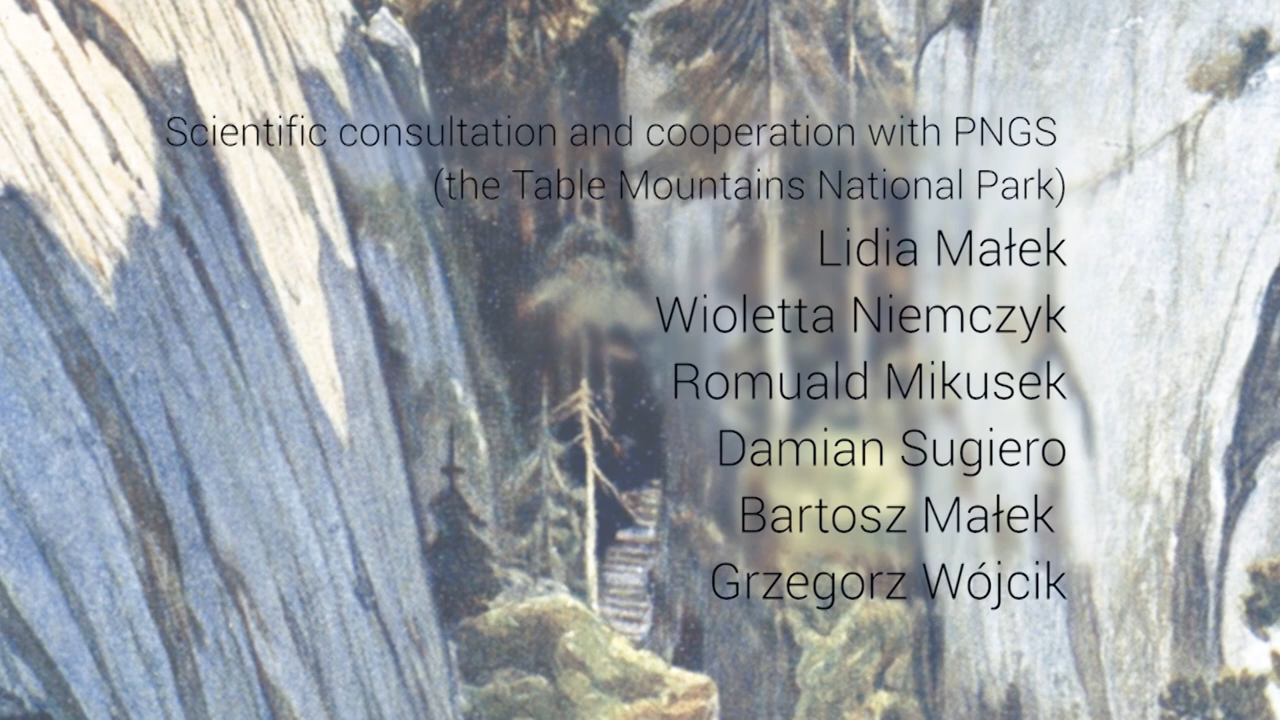 Scientific consultation and cooperation with PNGS
(the Table Mountains National Park)
Lidia Małek
Wioletta Niemczyk
Romuald Mikusek
Damian Sugiero
Bartosz Małek
Grzegorz Wójcik